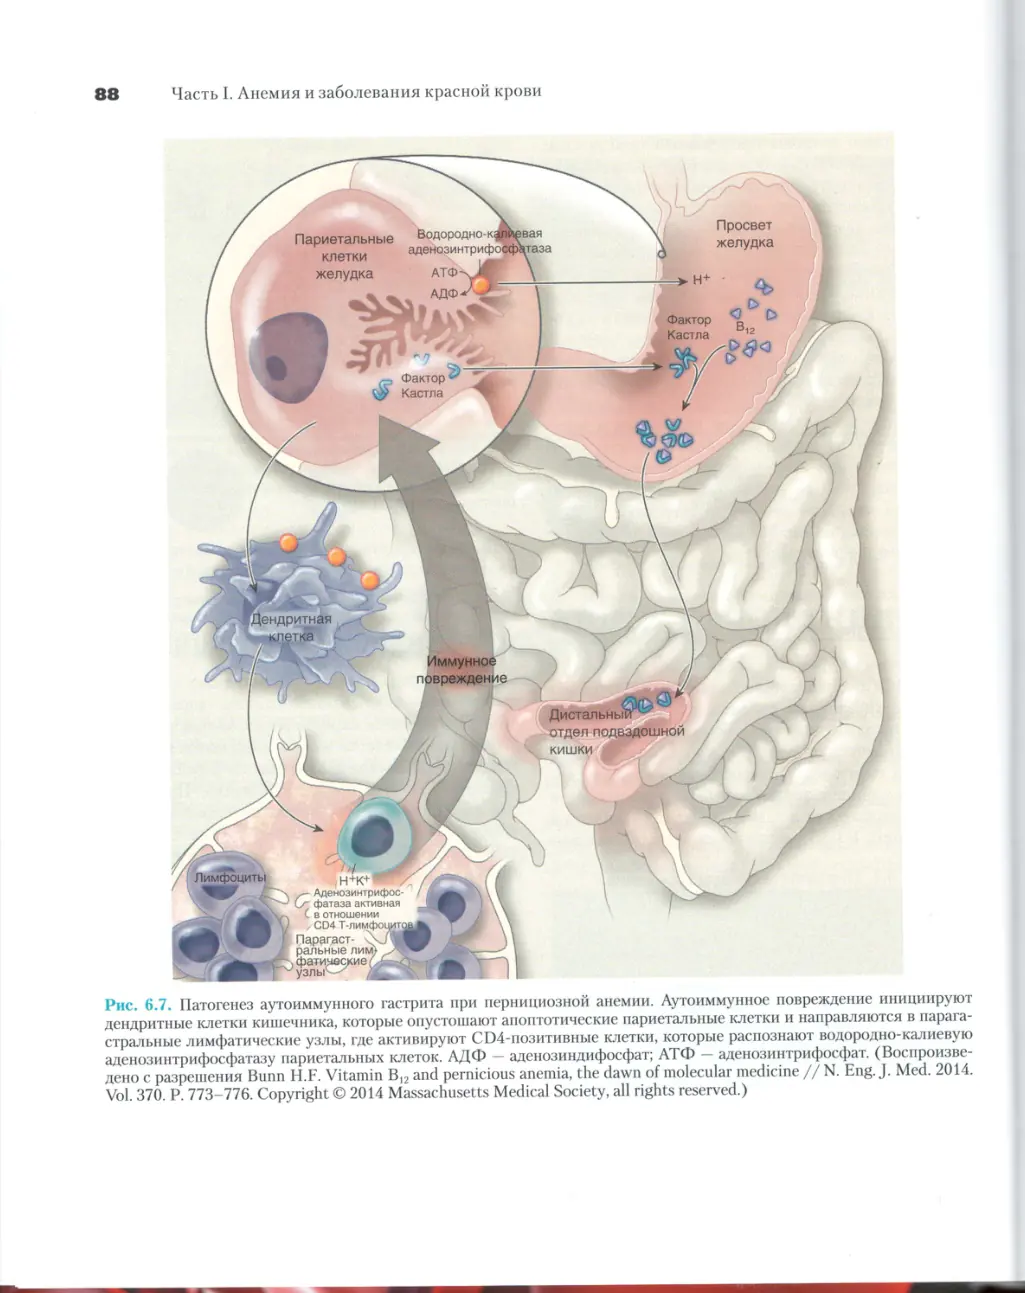 88 Часть I. Анемия и заболевания красной крови
Париетальные
клетки
желудка
Водородно-калиевая
аденозинтрифосфатаза
АТФ
АДФ
Фактор
Кастла
Просвет
желудка
H+
Фактор
Кастла
B12
Дендритная
клетка
Иммунное
повреждение
Дистальный
отдел подвздошной
кишки
Лимфоциты
H+K+
Аденозинтрифос-
фатаза активная
в отношении
CD4 Т-лимфоцитов
Парагаст-
ральные лим-
фатические
узлы
Рис. 6.7. Патогенез аутоиммунного гастрита при пернициозной анемии. Аутоиммунное повреждение инициируют
дендритные клетки кишечника, которые опустошают апоптотические париетальные клетки и направляются в парага-
стральные лимфатические узлы, где активируют CD4-позитивные клетки, которые распознают водородно-калиевую
аденозинтрифосфатазу париетальных клеток. АДФ — аденозиндифосфат; АТФ — аденозинтрифосфат. (Воспроизве-
дено с разрешения Bunn H.F. Vitamin B12 and pernicious anemia, the dawn of molecular medicine // N. Eng. J. Med. 2014.
Vol. 370. P. 773–776. Copyright © 2014 Massachusetts Medical Society, all rights reserved.)